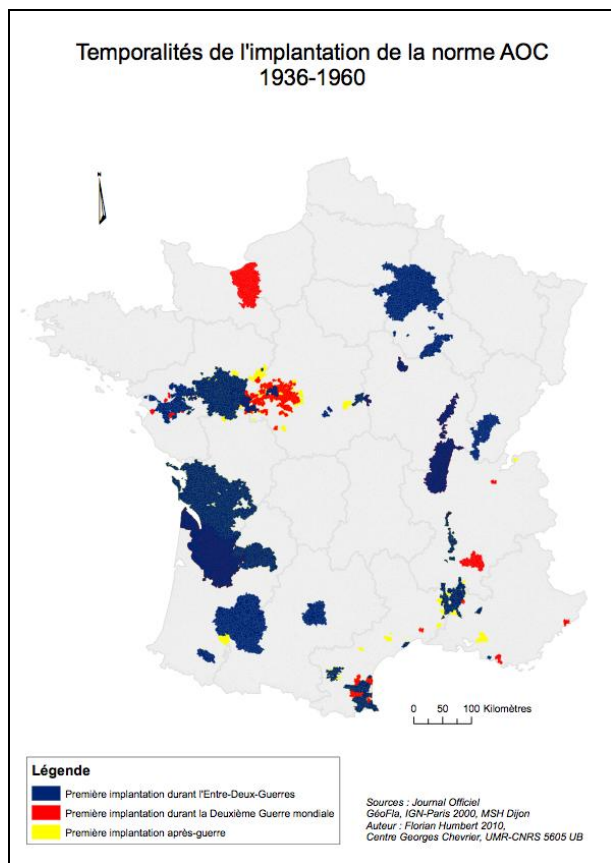 Temporalités de l'implantation de la norme AOC
1936-1960
0 50 100 Kilomètres
Légende
Première implantation durant l'Entre-Deux-Guerres
Première implantation durant la Deuxième Guerre mondiale
Première implantation après-guerre
Sources : Journal Officiel
GéoFla, IGN-Paris 2000, MSH Dijon
Auteur : Florian Humbert 2010,
Centre Georges Chevrier, UMR-CNRS 5605 UB